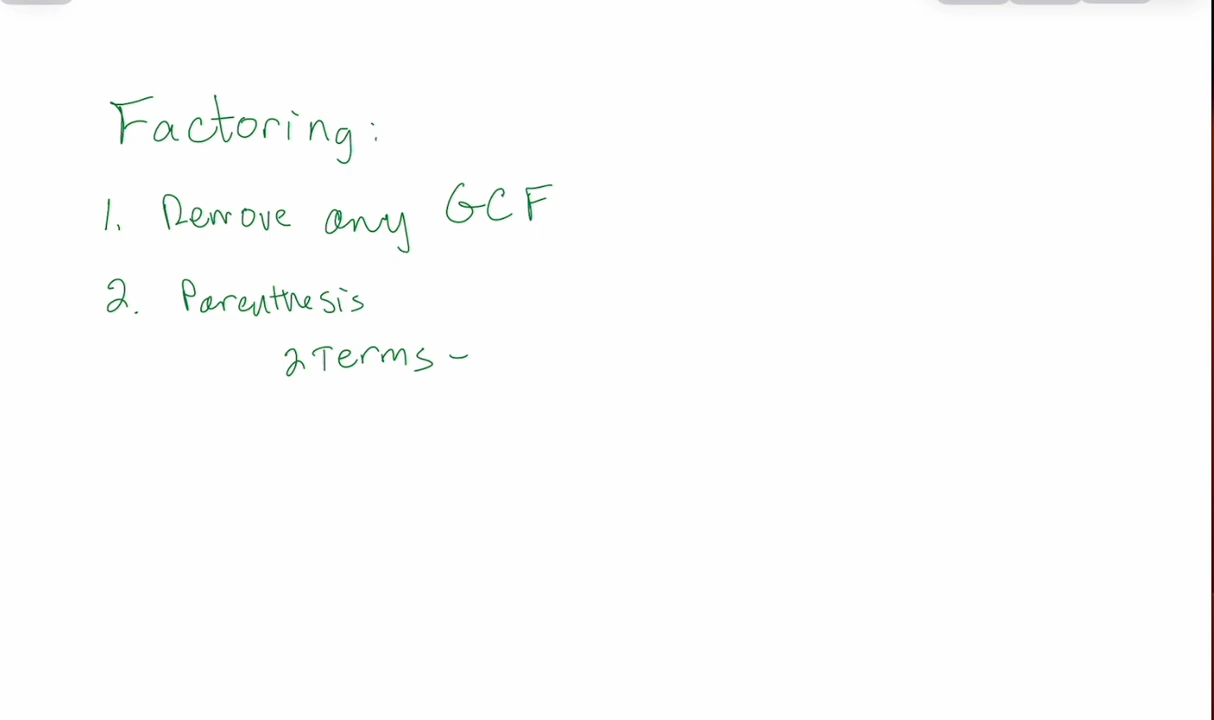 Factoring:
1. Remove any GCF
2. Parenthesis
2 Terms -